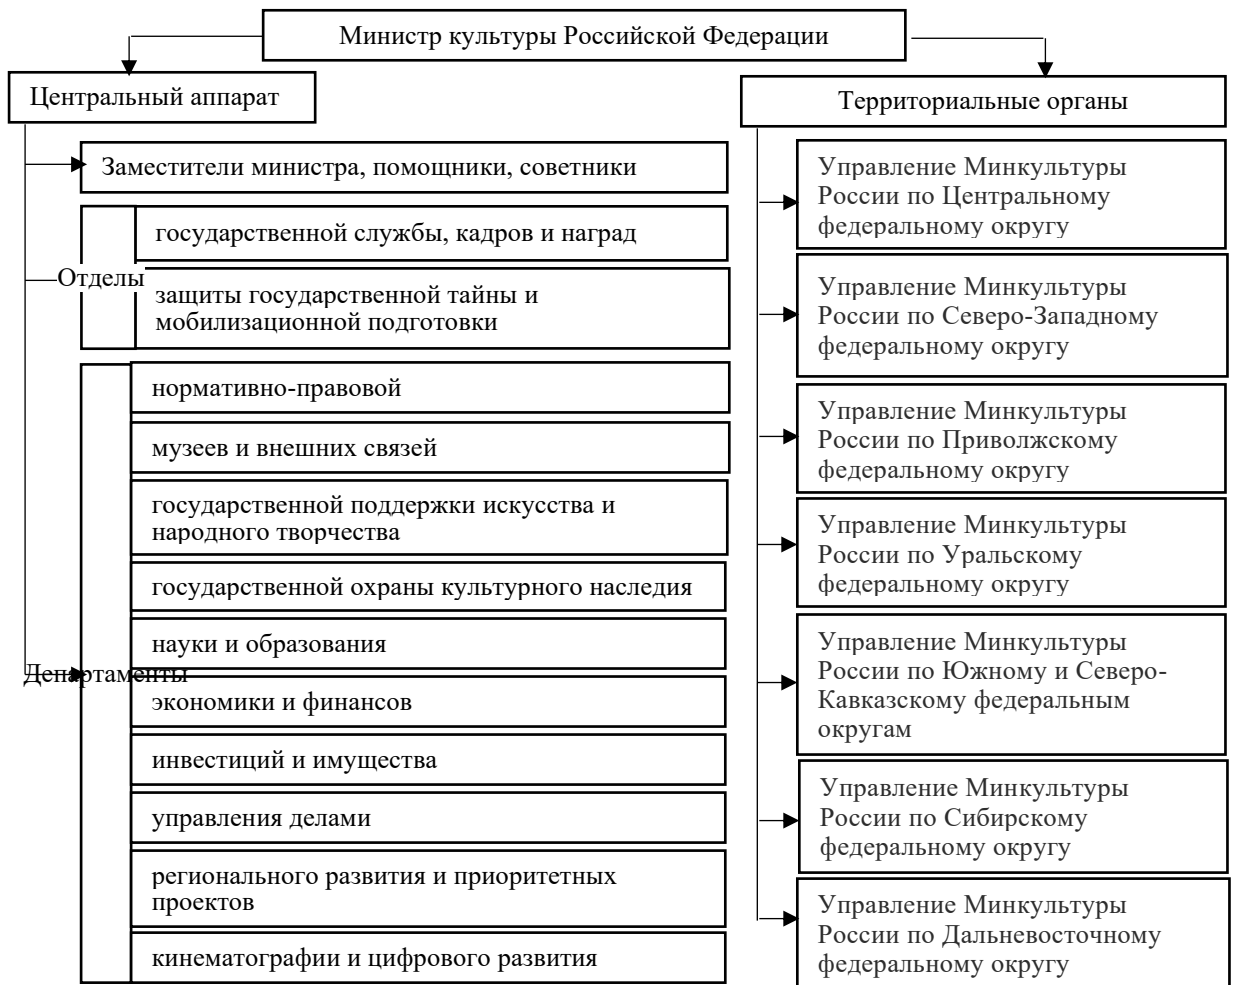 Министр культуры Российской Федерации
Центральный аппарат
Заместители министра, помощники, советники
Отделы
государственной службы, кадров и наград
защиты государственной тайны и
мобилизационной подготовки
Департаменты
нормативно-правовой
музеев и внешних связей
государственной поддержки искусства и
народного творчества
государственной охраны культурного наследия
науки и образования
экономики и финансов
инвестиций и имущества
управления делами
регионального развития и приоритетных
проектов
кинематографии и цифрового развития
Территориальные органы
Управление Минкультуры
России по Центральному
федеральному округу
Управление Минкультуры
России по Северо-Западному
федеральному округу
Управление Минкультуры
России по Приволжскому
федеральному округу
Управление Минкультуры
России по Уральскому
федеральному округу
Управление Минкультуры
России по Южному и Северо-
Кавказскому федеральным
округам
Управление Минкультуры
России по Сибирскому
федеральному округу
Управление Минкультуры
России по Дальневосточному
федеральному округу